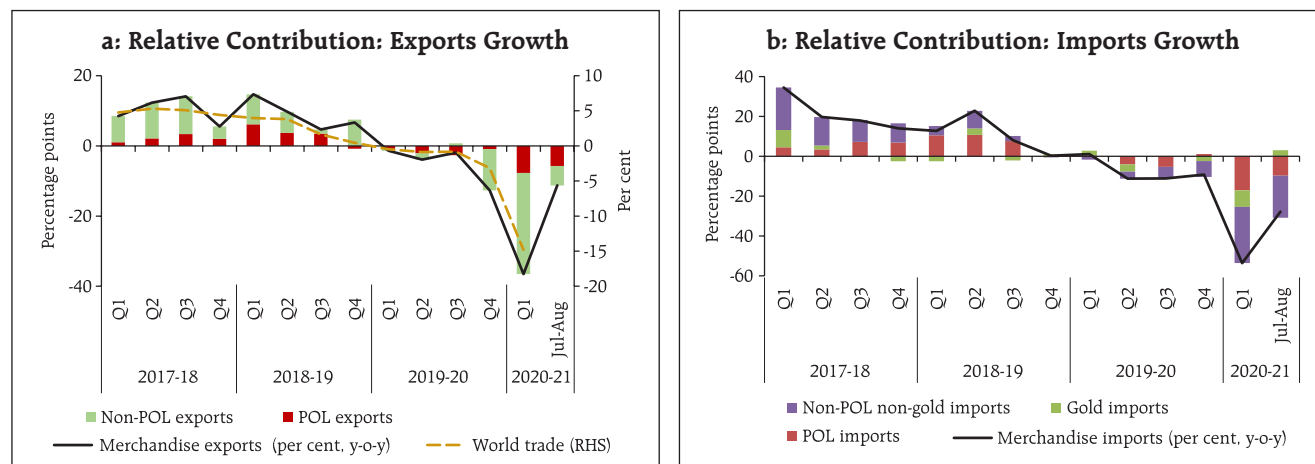 a: Relative Contribution: Exports Growth
20
0
-20
-40
Percentage points
10
5
0
-5
-10
-15
-20
Per cent
Q1 Q2 Q3 Q4 Q1 Q2 Q3 Q4 Q1 Q2 Q3 Q4 Q1 Jul-Aug
2017-18 2018-19 2019-20 2020-21
Non-POL exports POL exports
Merchandise exports (per cent, y-o-y) World trade (RHS)
b: Relative Contribution: Imports Growth
40
20
0
-20
-40
-60
Percentage points
Q1 Q2 Q3 Q4 Q1 Q2 Q3 Q4 Q1 Q2 Q3 Q4 Q1 Jul-Aug
2017-18 2018-19 2019-20 2020-21
Non-POL non-gold imports Gold imports
POL imports Merchandise imports (per cent, y-o-y)